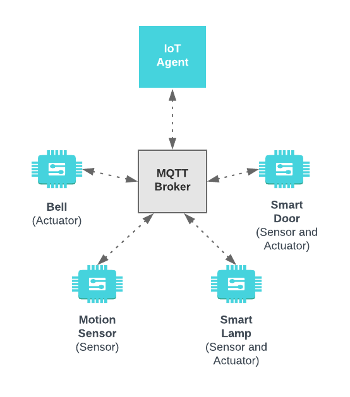 IoT
Agent
MQTT
Broker
Bell
(Actuator)
Smart
Door
(Sensor and
Actuator)
Motion
Sensor
(Sensor)
Smart
Lamp
(Sensor and
Actuator)